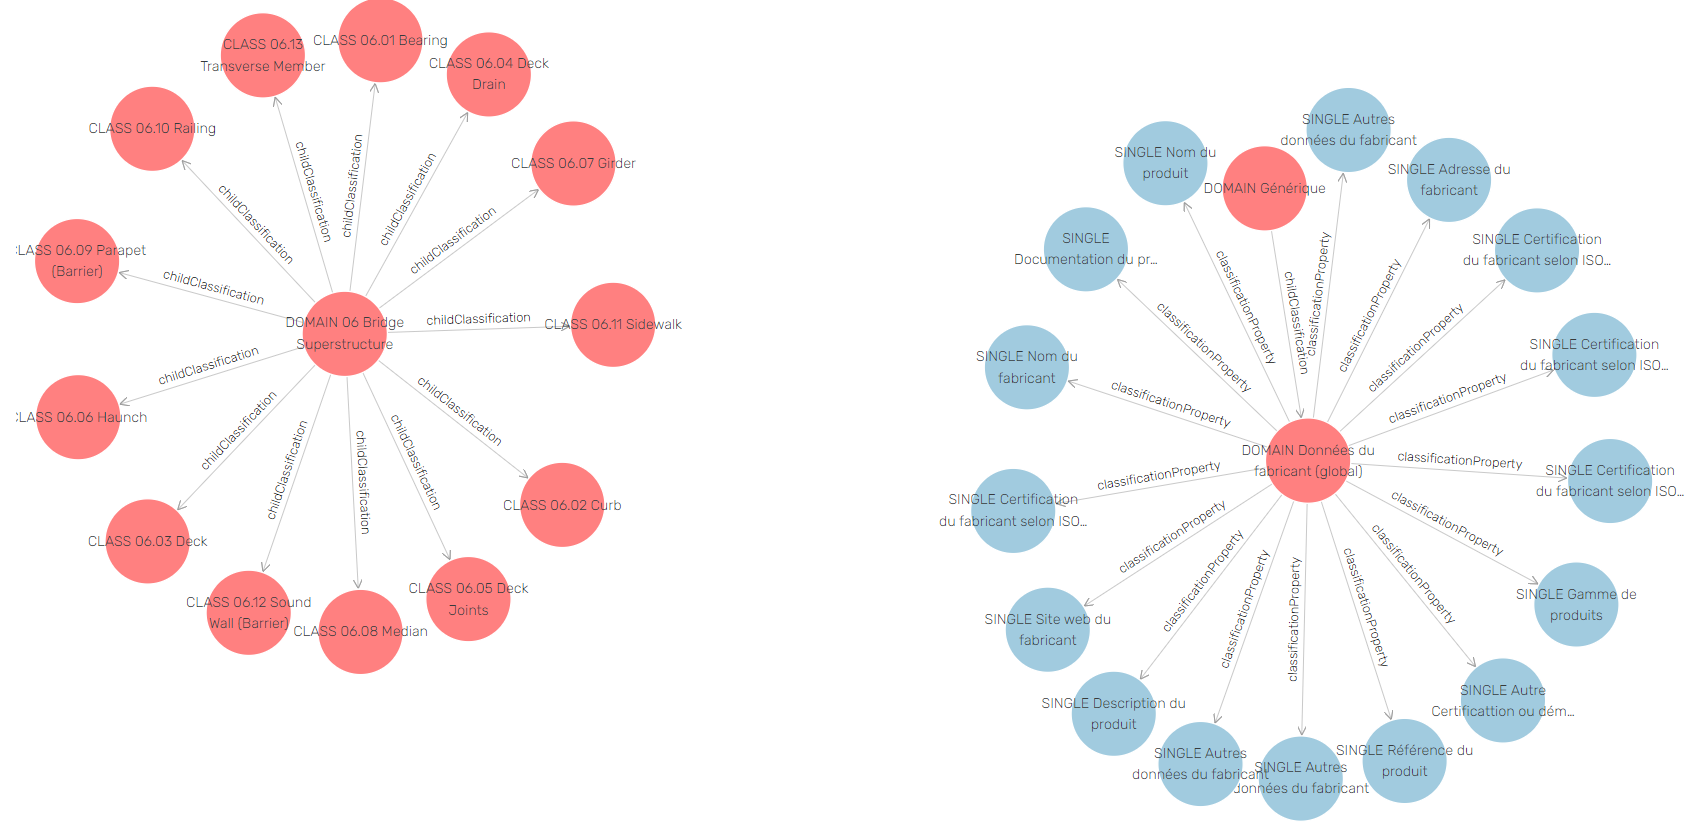 CLASS 06.13
Transverse Member
CLASS 06.01 Bearing
CLASS 06.04 Deck
Drain
CLASS 06.10 Railing
CLASS 06.07 Girder
childClassification
childClassification
childClassification
childClassification
childClassification
:LASS 06.09 Parapet
(Barrier)
childClassification
DOMAIN 06 Bridge
Superstructure
childClassification
CLASS 06.11 Sidewalk
childClassification
:LASS 06.06 Haunch
childClassification
childClassification
childClassification
childClassification
childClassification
CLASS 06.02 Curb
CLASS 06.03 Deck
CLASS 06.12 Sound
Wall (Barrier)
CLASS 06.08 Median
CLASS 06.05 Deck
Joints
SINGLE Autres
données du fabricant
SINGLE Nom du
produit
DOMAIN Générique
SINGLE Adresse du
fabricant
SINGLE
Documentation du pr...
SINGLE Certification
du fabricant selon ISO...
classificationProperty
childClassification
classificationProperty
classificationProperty
classificationProperty
classificationProperty
SINGLE Nom du
fabricant
SINGLE Certification
du fabricant selon ISO...
classificationProperty
classificationProperty
DOMAIN Données du
fabricant (global)
classificationProperty
SINGLE Certification
du fabricant selon ISO...
classificationProperty
SINGLE Certification
du fabricant selon ISO...
classificationProperty
classificationProperty
classificationProperty
classificationProperty
classificationProperty
classificationProperty
classificationProperty
SINGLE Gamme de
produits
SINGLE Site web du
fabricant
SINGLE Description du
produit
SINGLE Autre
Certificattion ou dém...
SINGLE Autres
données du fabricant
SINGLE Autres
données du fabricant
SINGLE Référence du
produit